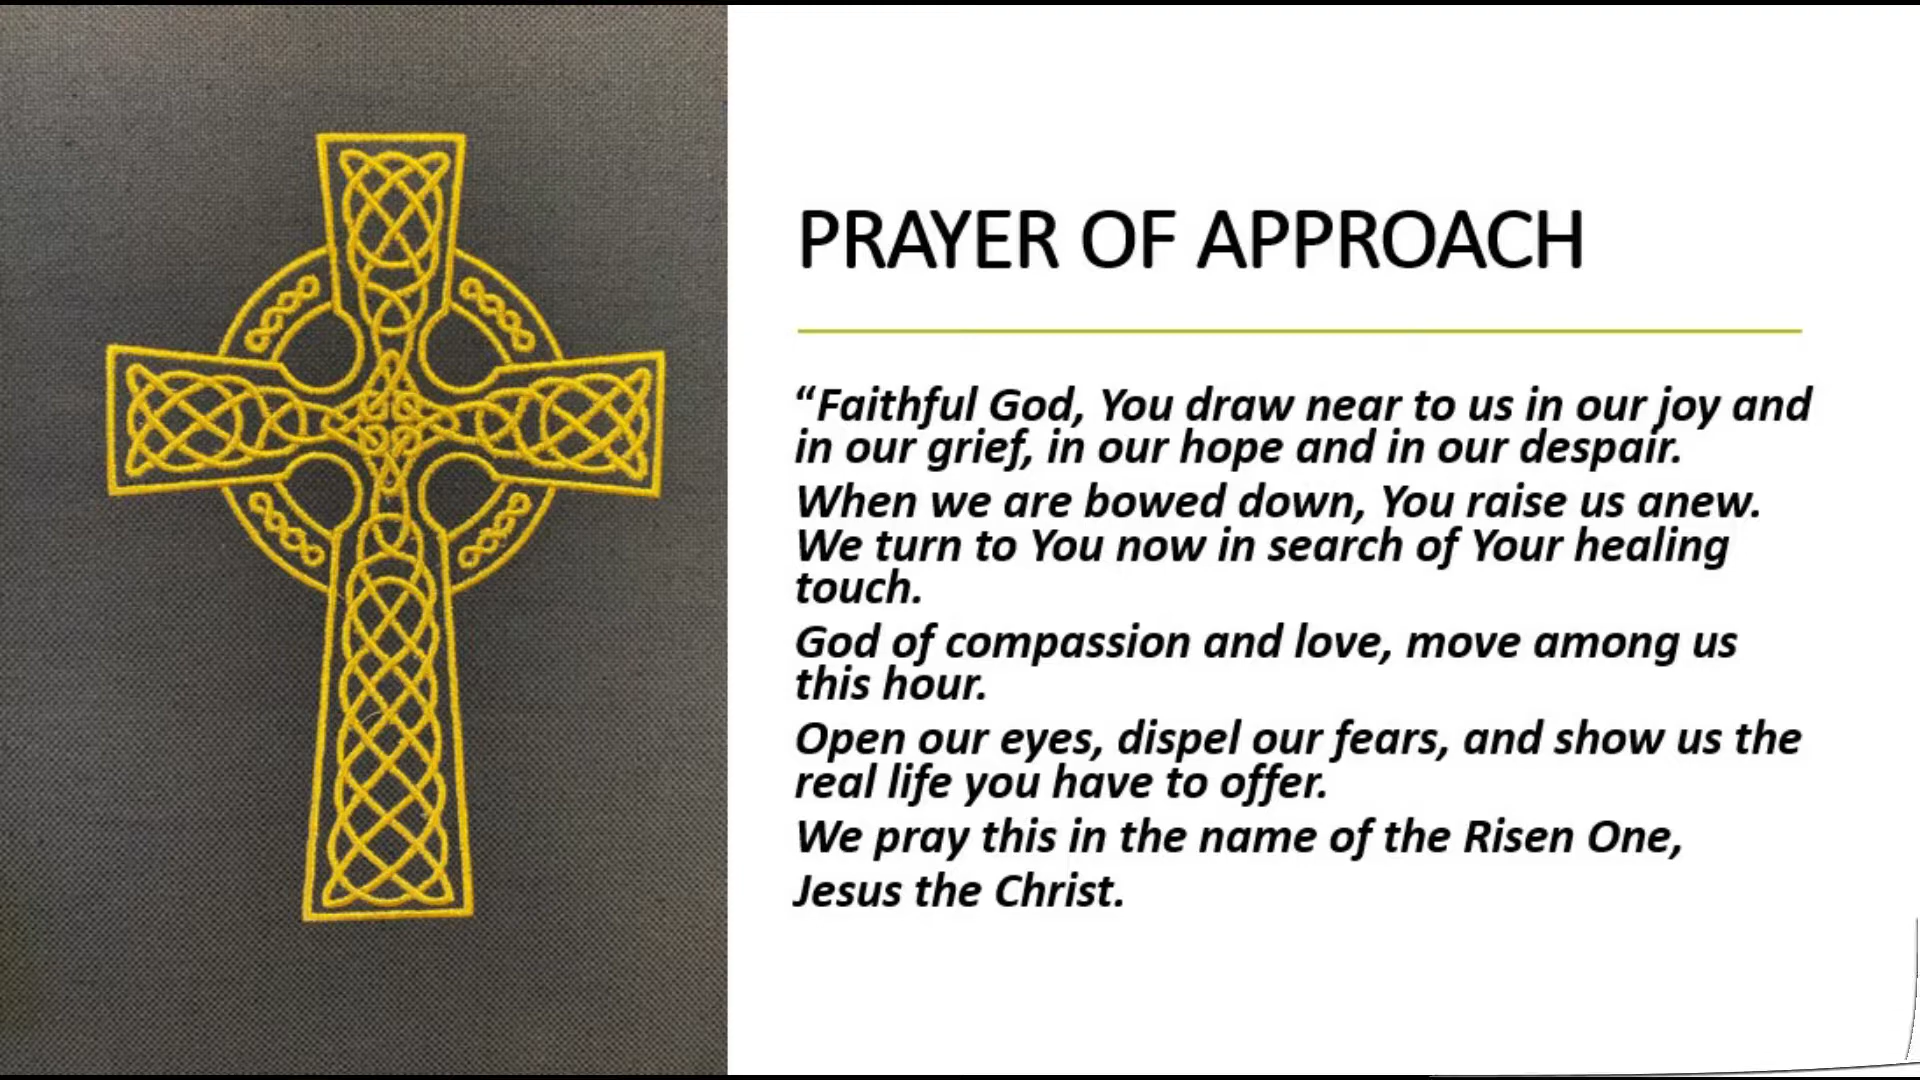 PRAYER OF APPROACH
“Faithful God, You draw near to us in our joy and
in our grief, in our hope and in our despair.
When we are bowed down, You raise us anew.
We turn to You now in search of Your healing
touch.
God of compassion and love, move among us
this hour.
Open our eyes, dispel our fears, and show us the
real life you have to offer.
We pray this in the name of the Risen One,
Jesus the Christ.